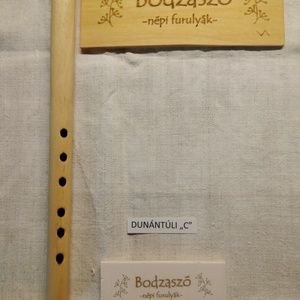 Bodzaszó
-népi furulyák-
DUNÁNTÚLI „C”
Bodzaszó
-népi furulyák-